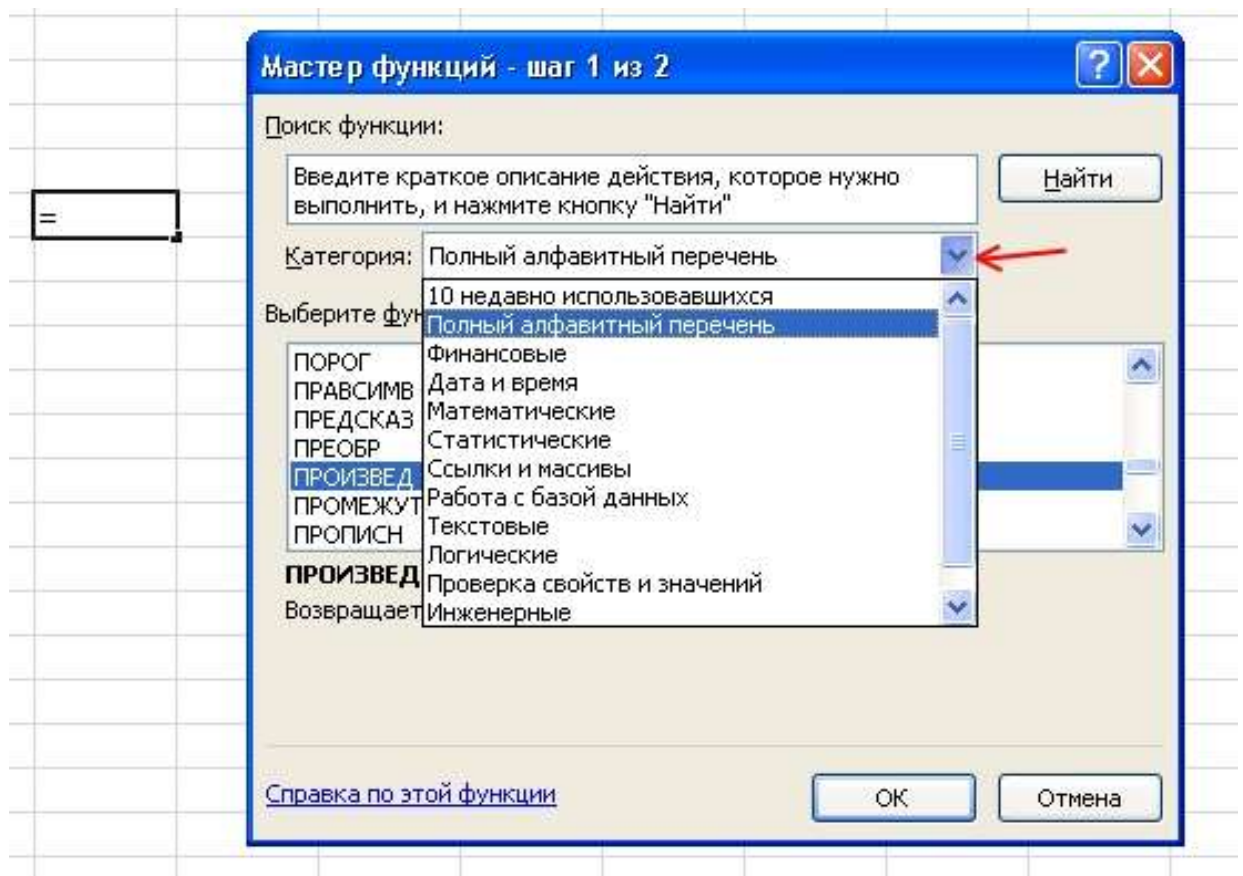 Мастер функций - шаг 1 из 2
Поиск функции:
Введите краткое описание действия, которое нужно
выполнить, и нажмите кнопку "Найти"
Найти
=
Категория: Полный алфавитный перечень
10 недавно использовавшихся
Выберите фун
Полный алфавитный перечень
Финансовые
ПОРОГ
Дата и время
ПРАВСИМВ
Математические
ПРЕДСКАЗ
Статистические
ПРЕОБР
Ссылки и массивы
ПРОИЗВЕД
Работа с базой данных
ПРОМЕЖУТ
Текстовые
ПРОПИСН
Логические
ПРОИЗВЕД
Проверка свойств и значений
Возвращает
Инженерные
Справка по этой функции
ОК
Отмена